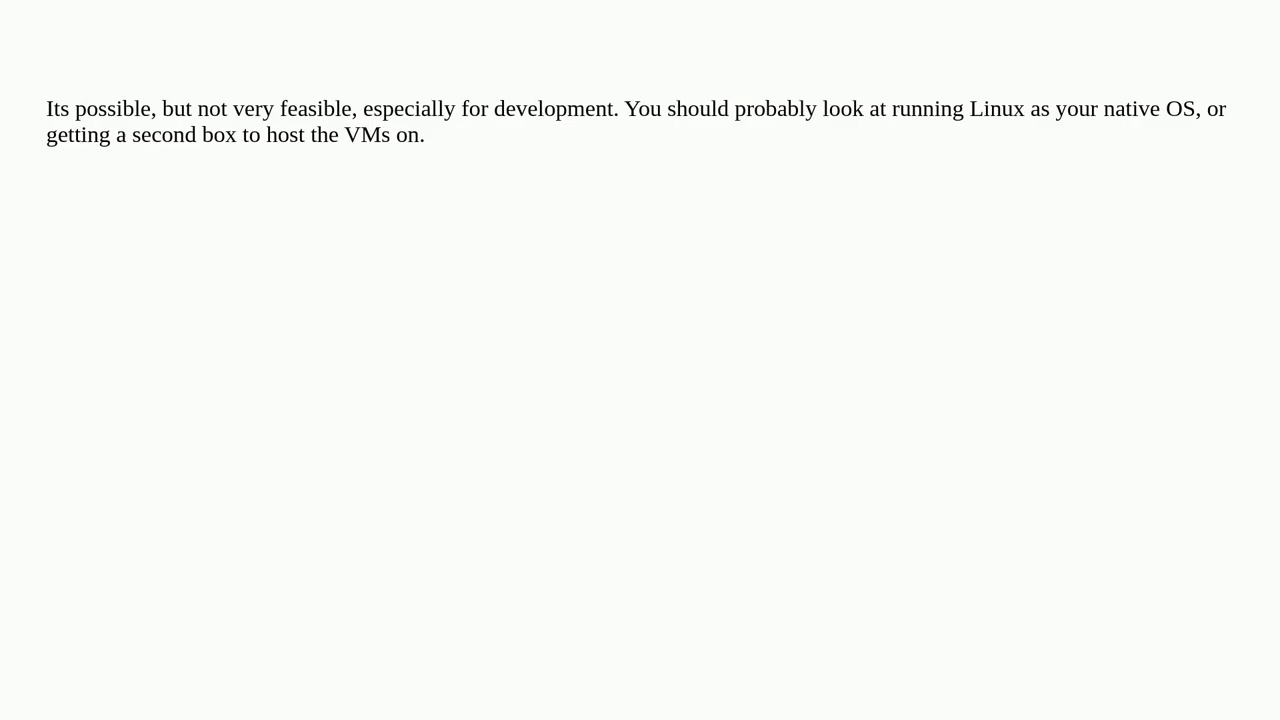 Its possible, but not very feasible, especially for development. You should probably look at running Linux as your native OS, or
getting a second box to host the VMs on.